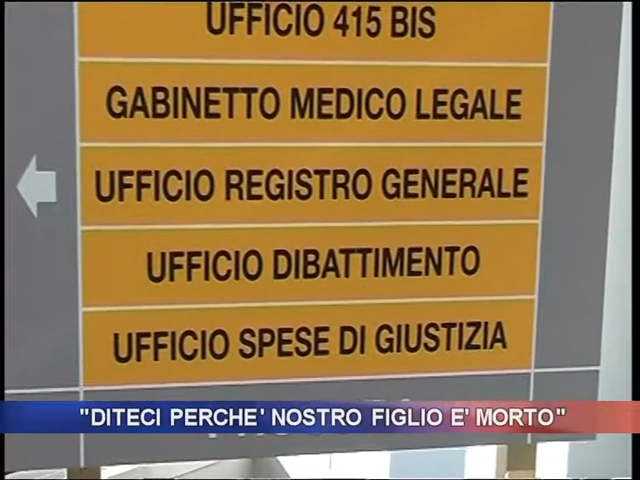 UFFICIO 415 BIS
GABINETTO MEDICO LEGALE
UFFICIO REGISTRO GENERALE
UFFICIO DIBATTIMENTO
UFFICIO SPESE DI GIUSTIZIA
"DITECI PERCHE' NOSTRO FIGLIO E' MORTO"